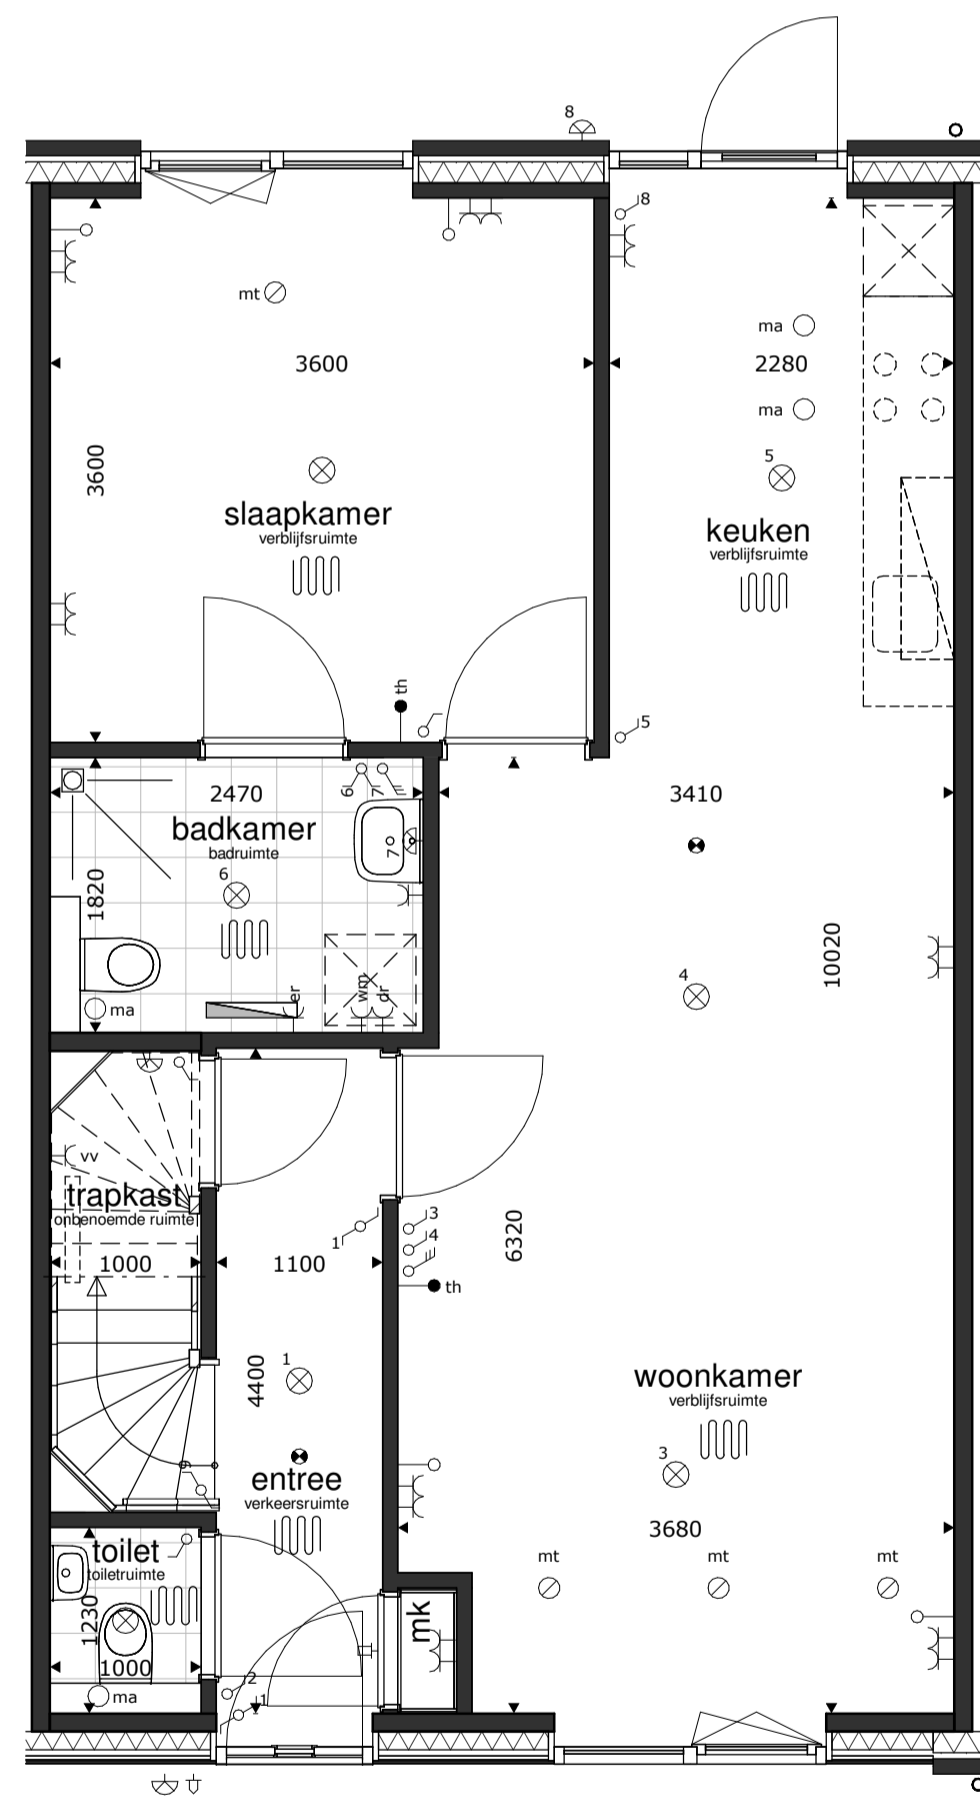 8
8
mt
ma
3600
2280
ma
3600
5
slaapkamer
verblijfsruimte
keuken
verblijfsruimte
th
5
2470
6
7
3410
badkamer
badruimte
7
6
1820
10020
4
er
wm
dr
ma
vv
trapkast
onbenoemde ruimte
3
1
4
6320
1000
1100
th
1
4400
woonkamer
verblijfsruimte
3
entree
verkeersruimte
3680
toilet
toiletruimte
mt
mt
mt
1230
mk
1000
2
ma
1